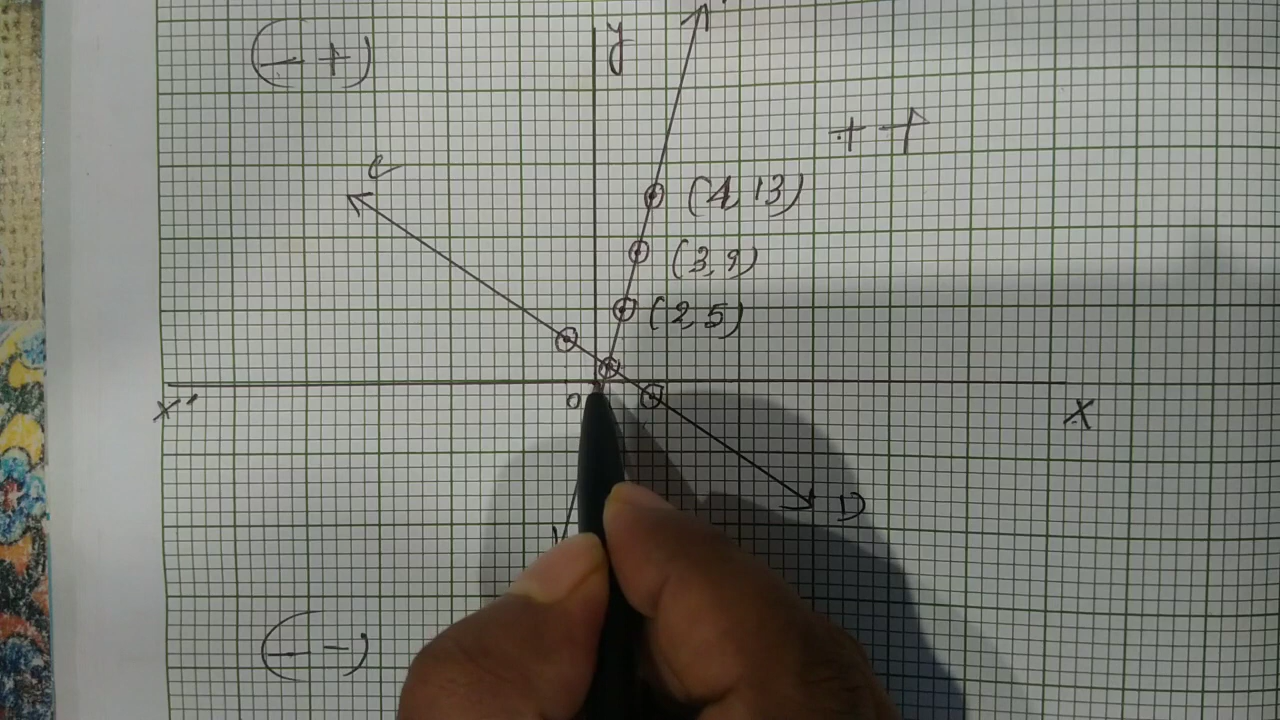 y
(- +)
+ +
C
(4, 13)
(3, 9)
(2, 5)
X'
O
X
D
(- -)